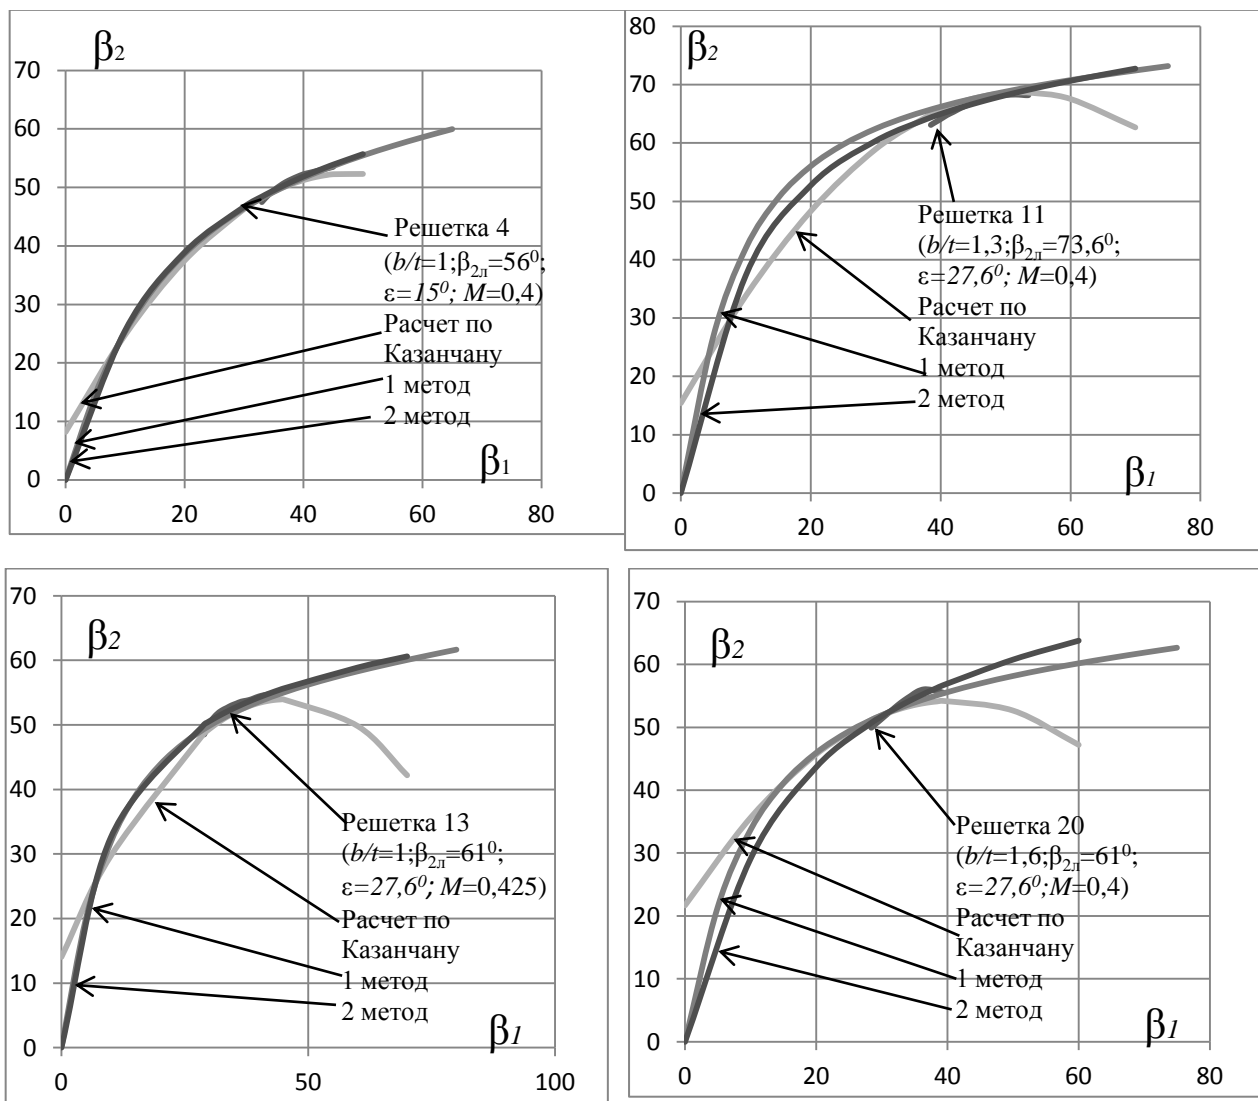 β2
70
60
50
40
30
20
10
0
Решетка 4
(b/t=1;β2л=56⁰;
ε=15⁰; M=0,4)
Расчет по
Казанчану
1 метод
2 метод
β1
0 20 40 60 80
β2
80
70
60
50
40
30
20
10
0
Решетка 11
(b/t=1,3;β2л=73,6⁰;
ε=27,6⁰; M=0,4)
Расчет по
Казанчану
1 метод
2 метод
β1
0 20 40 60 80
β2
70
60
50
40
30
20
10
0
Решетка 13
(b/t=1;β2л=61⁰;
ε=27,6⁰; M=0,425)
Расчет по
Казанчану
1 метод
2 метод
β1
0 50 100
β2
70
60
50
40
30
20
10
0
Решетка 20
(b/t=1,6;β2л=61⁰;
ε=27,6⁰;M=0,4)
Расчет по
Казанчану
1 метод
2 метод
β1
0 20 40 60 80